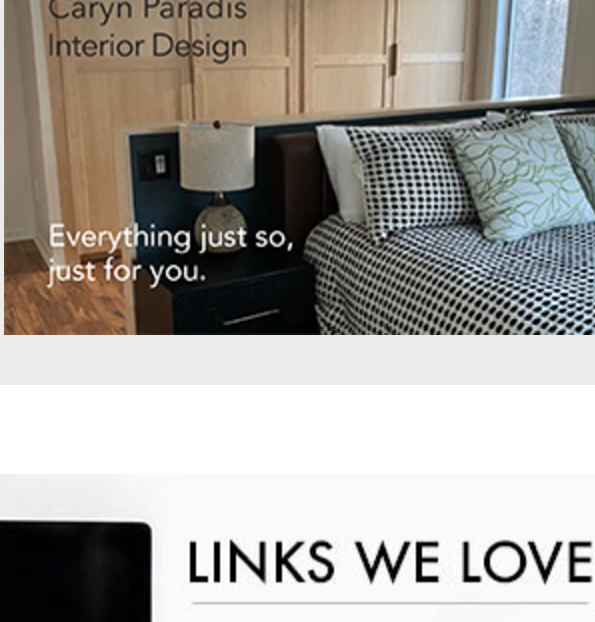 Caryn Paradis
Interior Design
Everything just so,
just for you.
LINKS WE LOVE